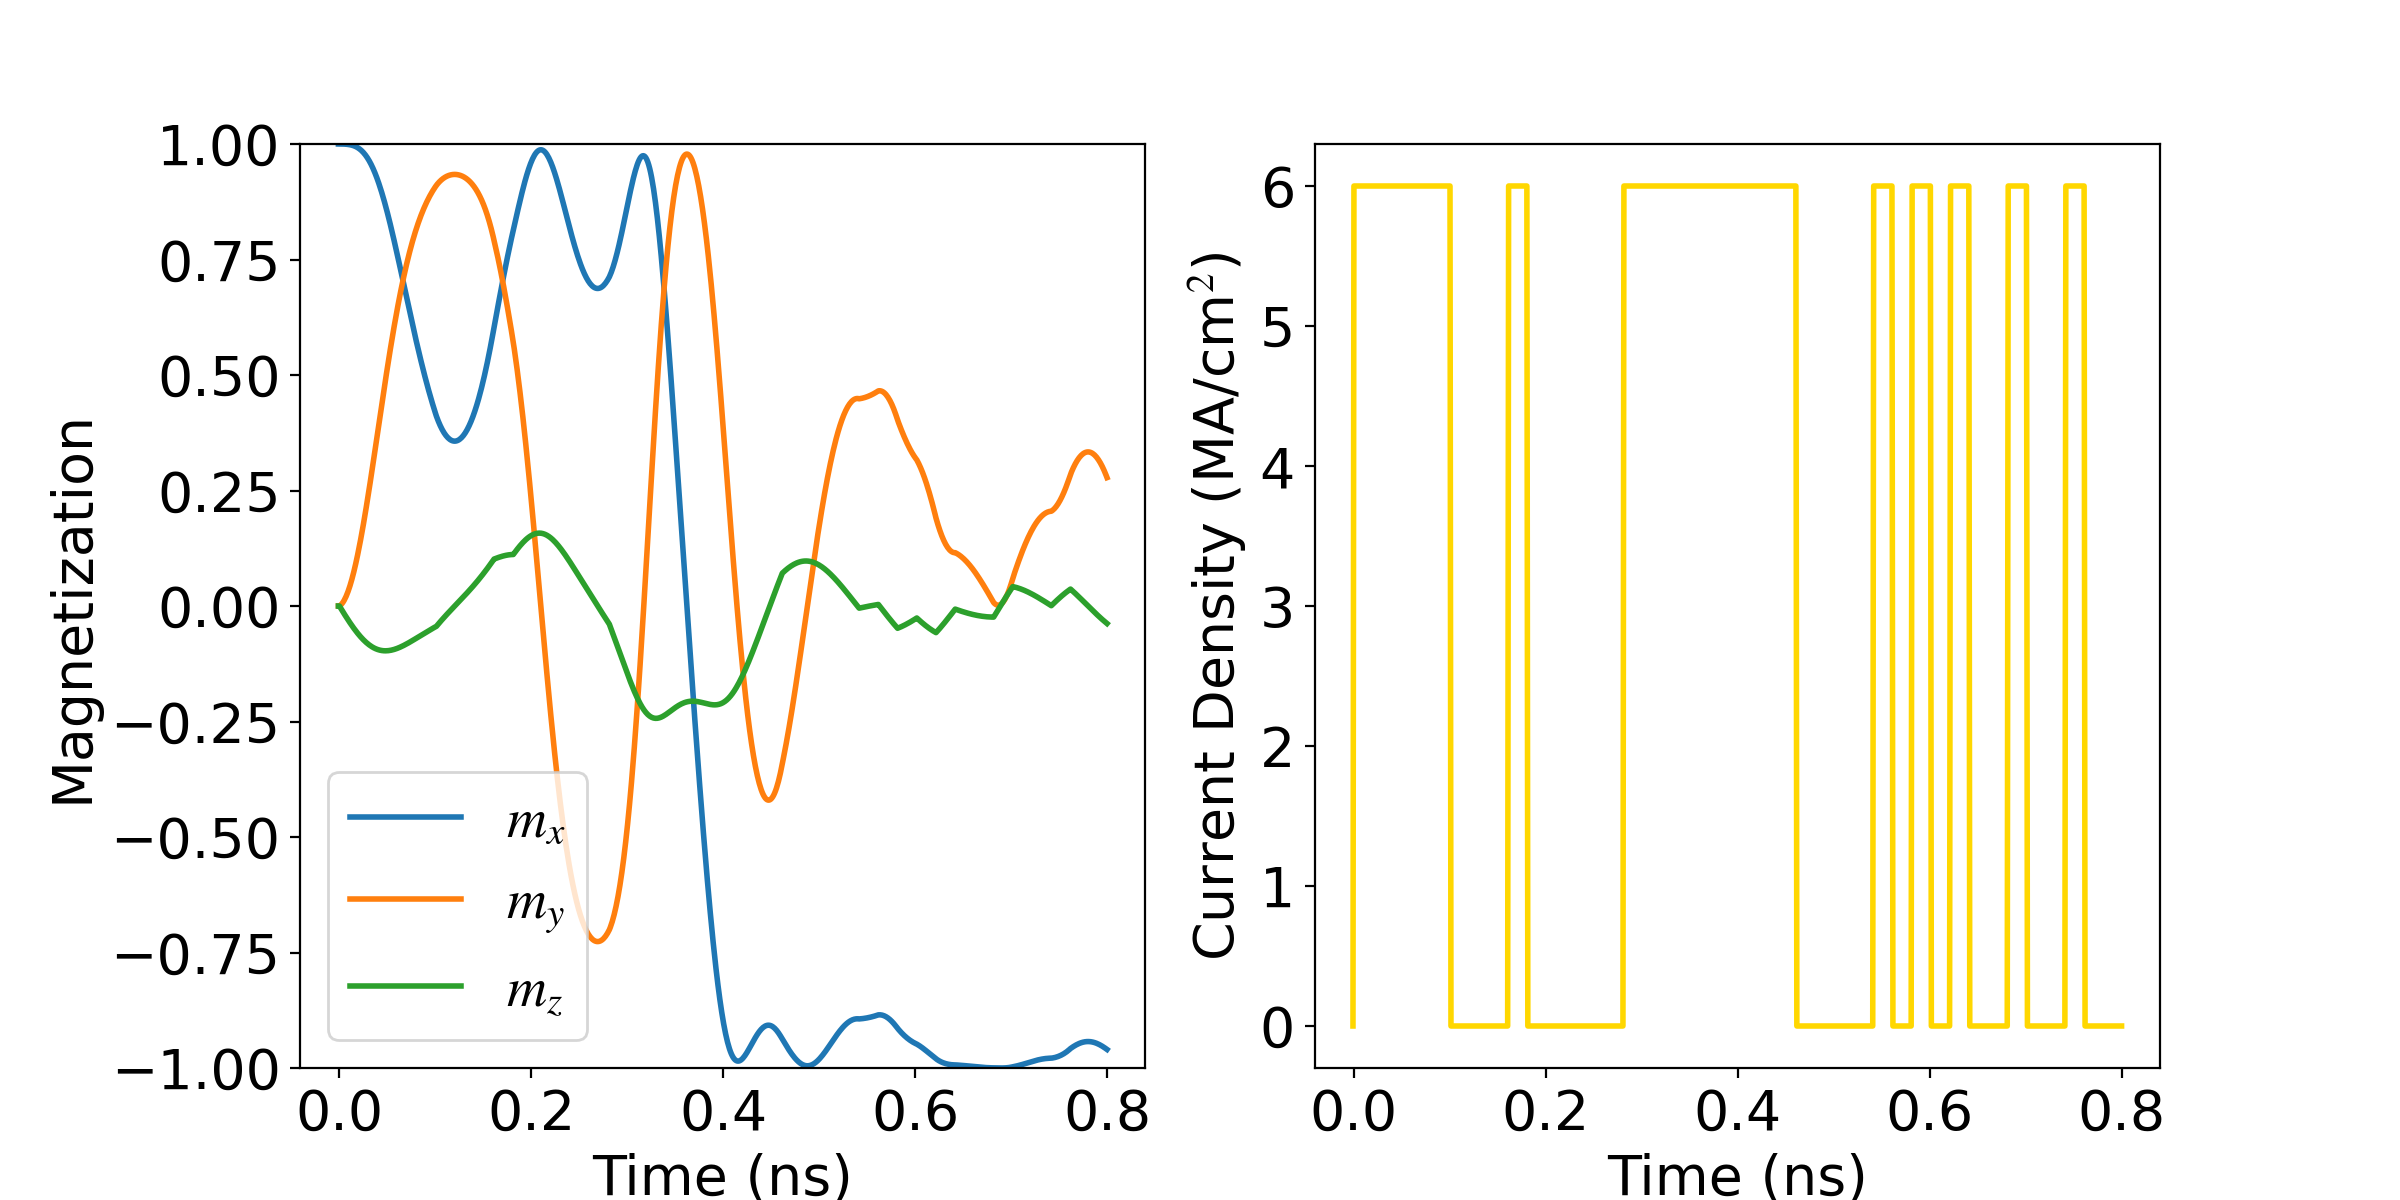 Magnetization
1.00
0.75
0.50
0.25
0.00
−0.25
−0.50
−0.75
−1.00
0.0 0.2 0.4 0.6 0.8
Time (ns)
m_x
m_y
m_z
Current Density (MA/cm²)
6
5
4
3
2
1
0
0.0 0.2 0.4 0.6 0.8
Time (ns)